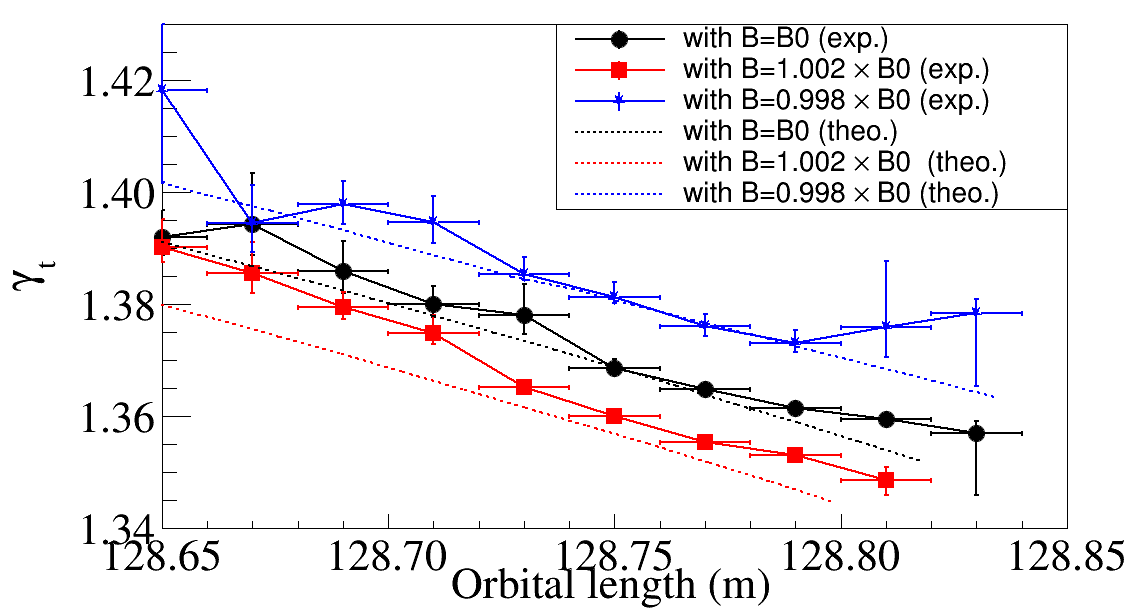 with B=B0 (exp.)
with B=1.002 × B0 (exp.)
with B=0.998 × B0 (exp.)
with B=B0 (theo.)
with B=1.002 × B0 (theo.)
with B=0.998 × B0 (theo.)
1.42
1.40
1.38
1.36
1.34
γt
128.65 128.70 128.75 128.80 128.85
Orbital length (m)